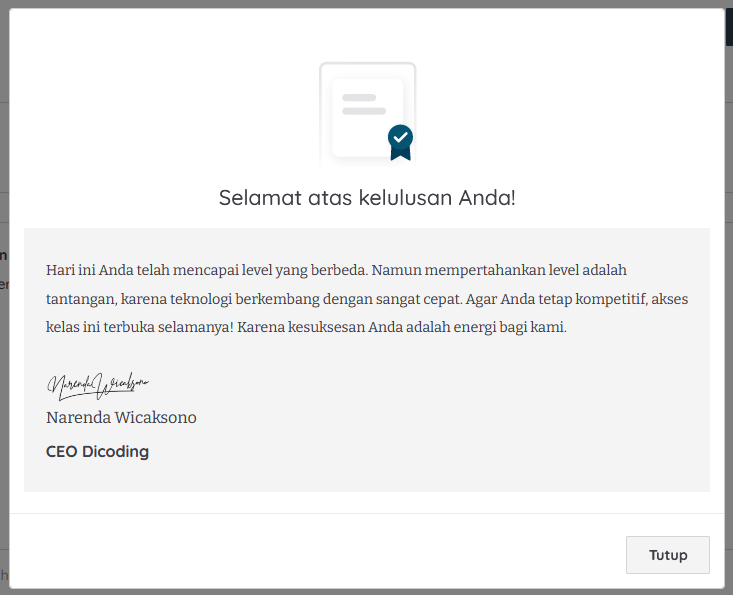 Selamat atas kelulusan Anda!
Hari ini Anda telah mencapai level yang berbeda. Namun mempertahankan level adalah
tantangan, karena teknologi berkembang dengan sangat cepat. Agar Anda tetap kompetitif, akses
kelas ini terbuka selamanya! Karena kesuksesan Anda adalah energi bagi kami.
Narenda Wicaksono
Narenda Wicaksono
CEO Dicoding
Tutup